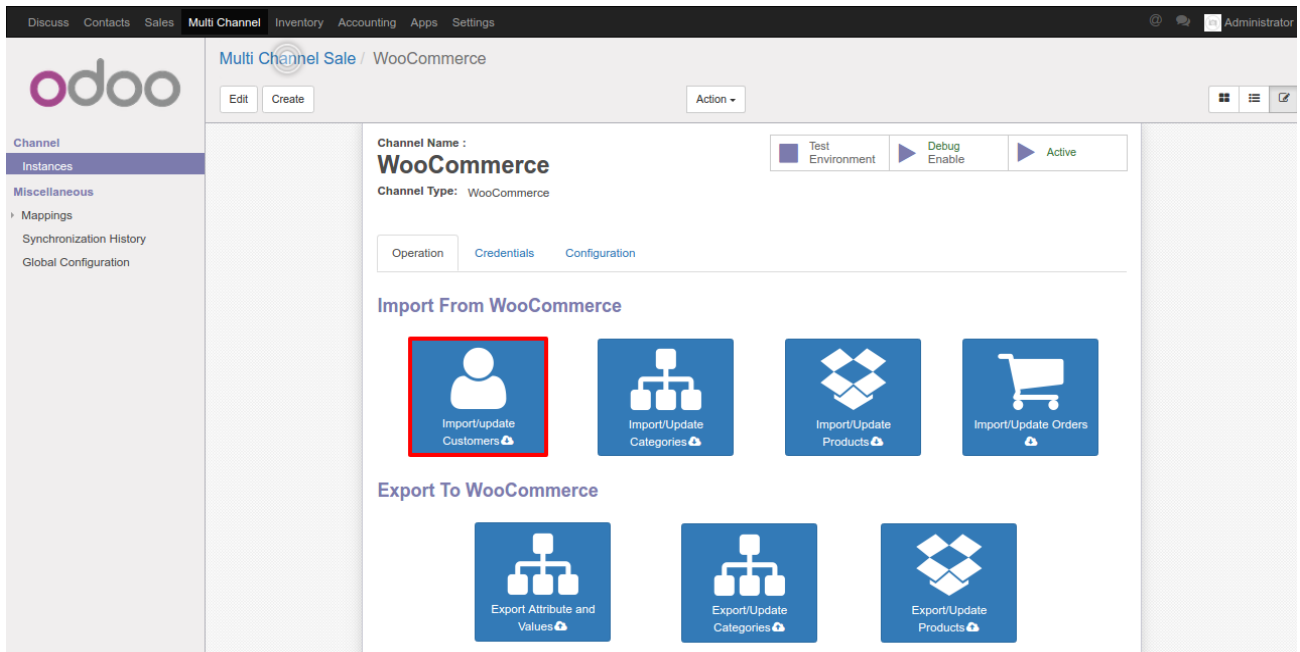 Discuss Contacts Sales Multi Channel Inventory Accounting Apps Settings @ Administrator
odoo
Multi Channel Sale / WooCommerce
Edit Create Action
Channel
Instances
Miscellaneous
Mappings
Synchronization History
Global Configuration
Channel Name :
WooCommerce
Channel Type: WooCommerce
Test
Environment
Debug
Enable
Active
Operation Credentials Configuration
Import From WooCommerce
Import/update
Customers
Import/Update
Categories
Import/Update
Products
Import/Update Orders
Export To WooCommerce
Export Attribute and
Values
Export/Update
Categories
Export/Update
Products